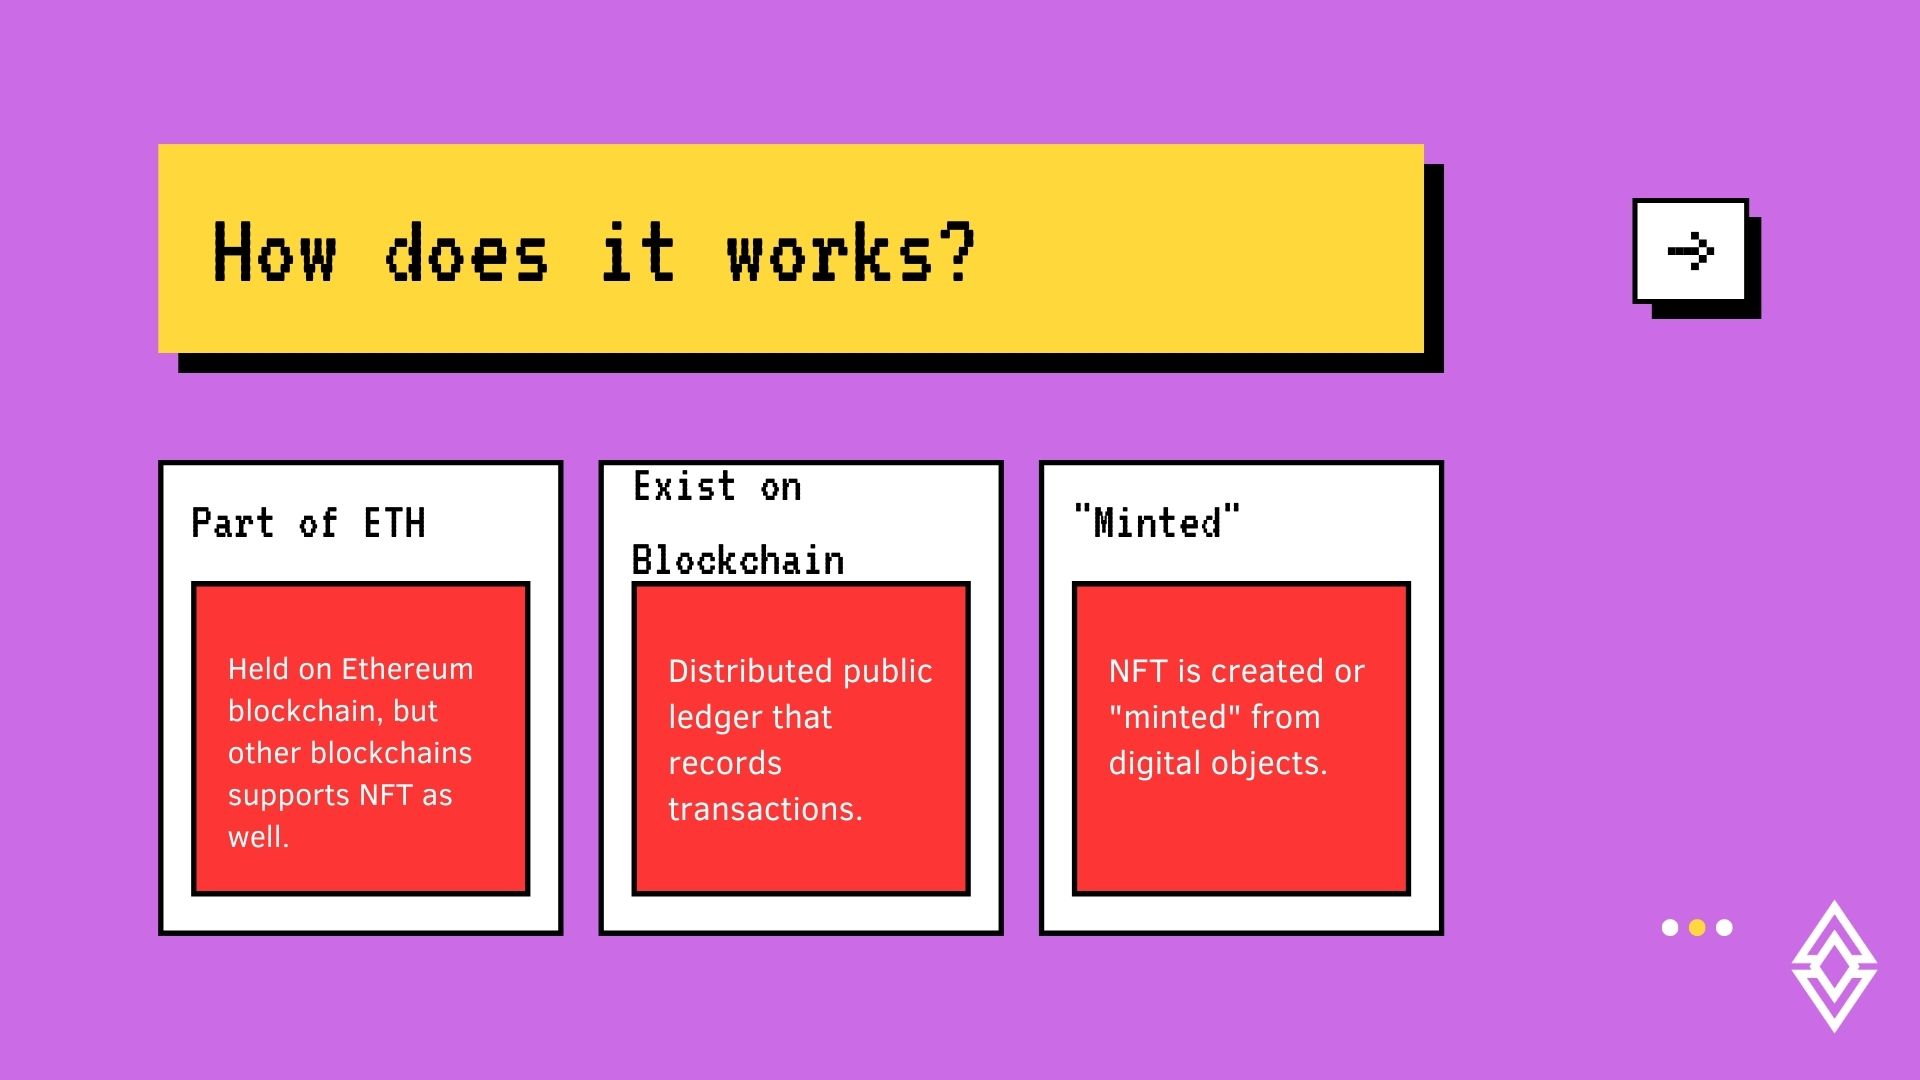 How does it works?
Part of ETH
Held on Ethereum
blockchain, but
other blockchains
supports NFT as
well.
Exist on
Blockchain
Distributed public
ledger that
records
transactions.
"Minted"
NFT is created or
"minted" from
digital objects.